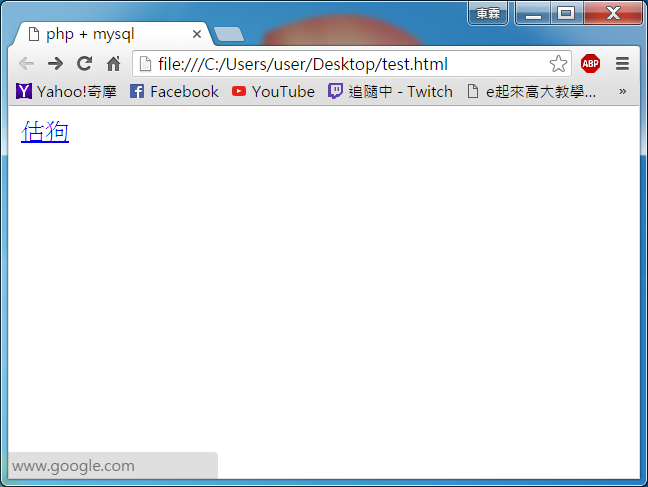 東霖
php + mysql
file:///C:/Users/user/Desktop/test.html
ABP
Yahoo!奇摩 Facebook YouTube 追隨中 - Twitch e起來高大教學... »
估狗
www.google.com